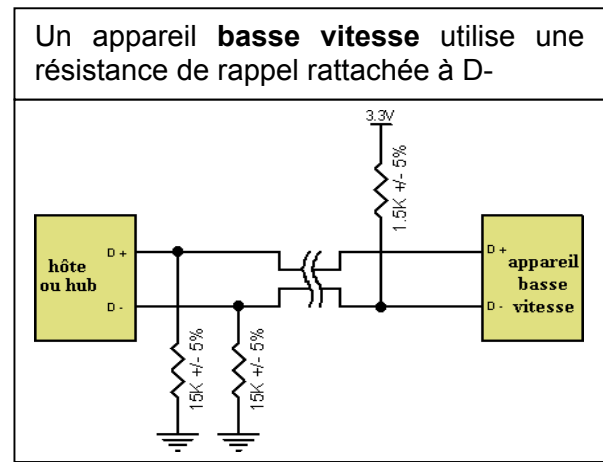 Un appareil basse vitesse utilise une
résistance de rappel rattachée à D-
3.3V
1.5K +/- 5%
D +
D -
hôte
ou hub
D +
D -
appareil
basse
vitesse
15K +/- 5%
15K +/- 5%